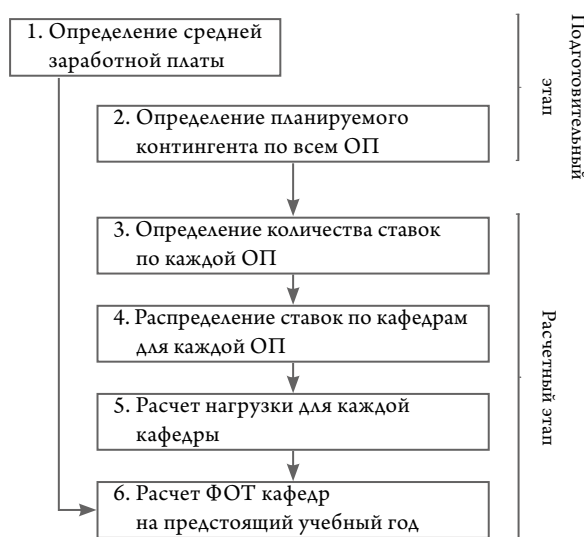 1. Определение средней
заработной платы
Подготовительный
этап
2. Определение планируемого
контингента по всем ОП
3. Определение количества ставок
по каждой ОП
4. Распределение ставок по кафедрам
для каждой ОП
Расчетный этап
5. Расчет нагрузки для каждой
кафедры
6. Расчет ФОТ кафедр
на предстоящий учебный год